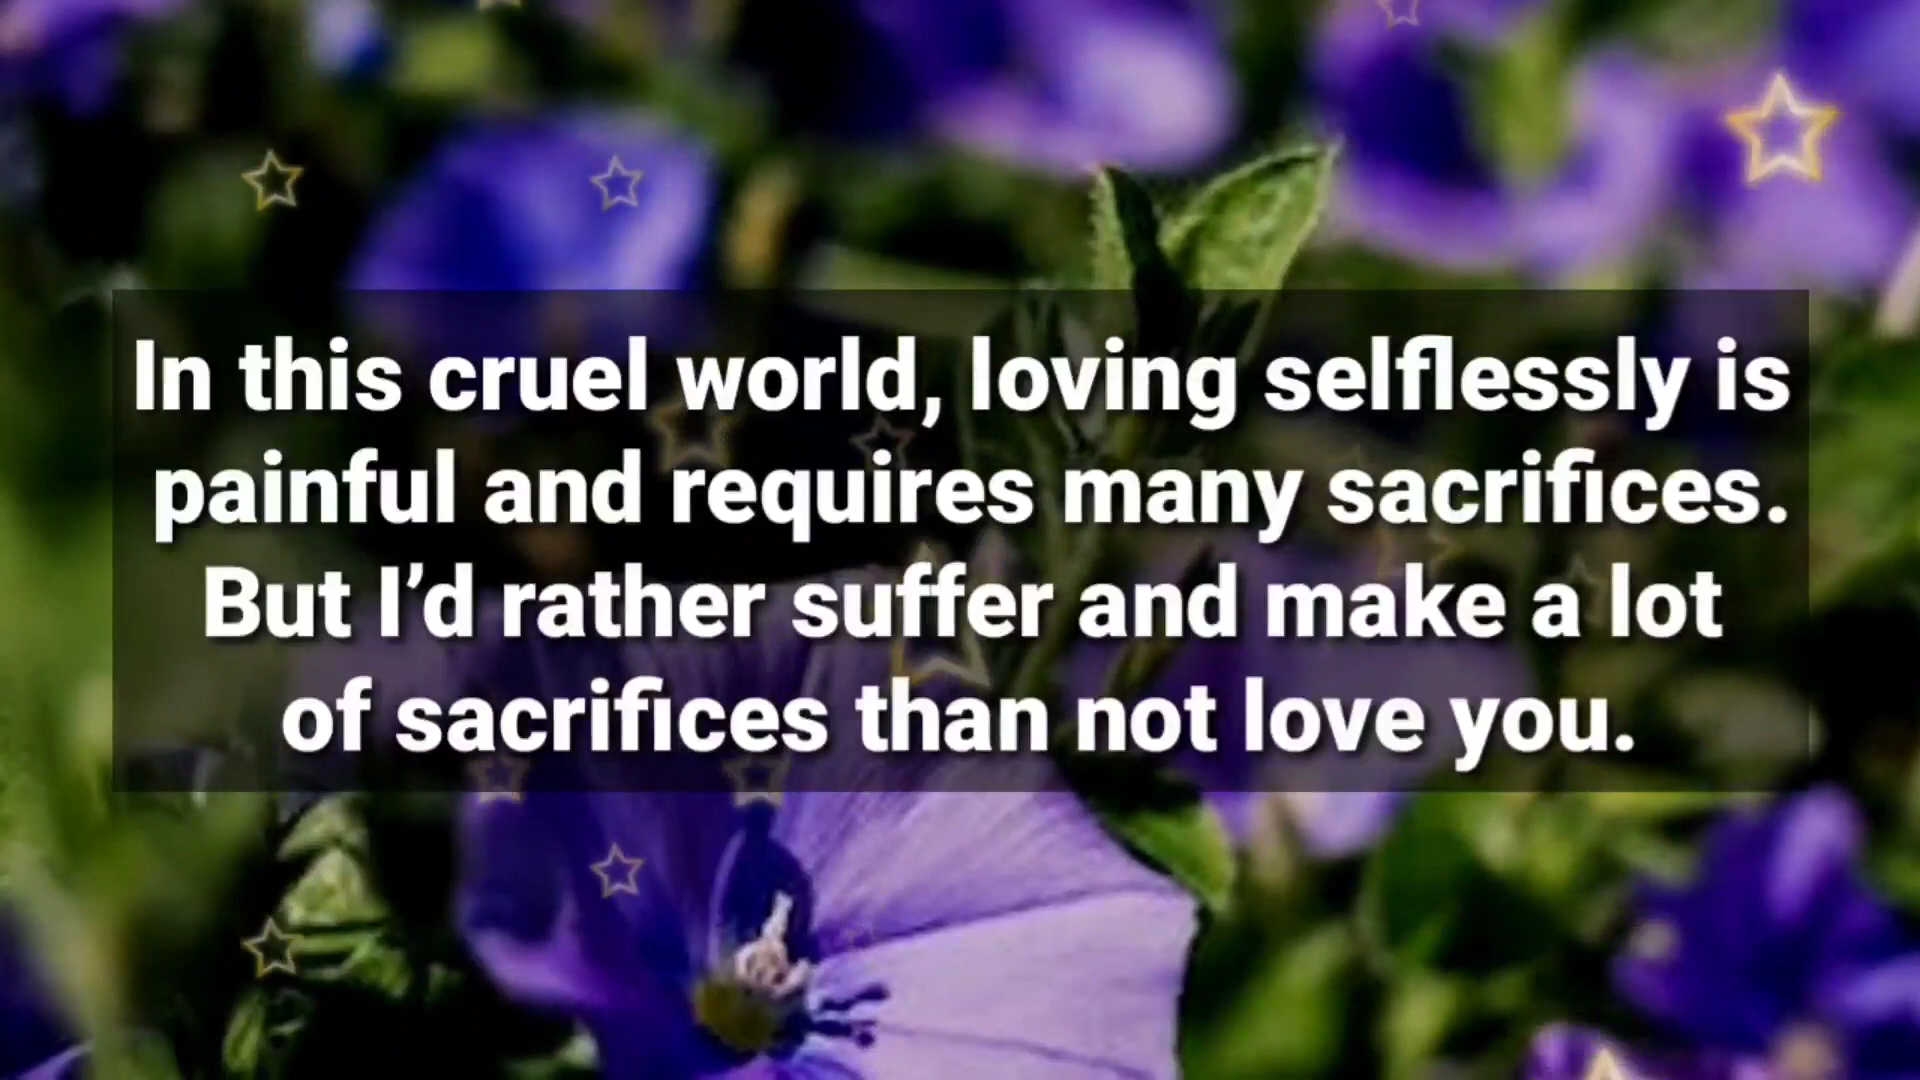 In this cruel world, loving selflessly is
painful and requires many sacrifices.
But I’d rather suffer and make a lot
of sacrifices than not love you.